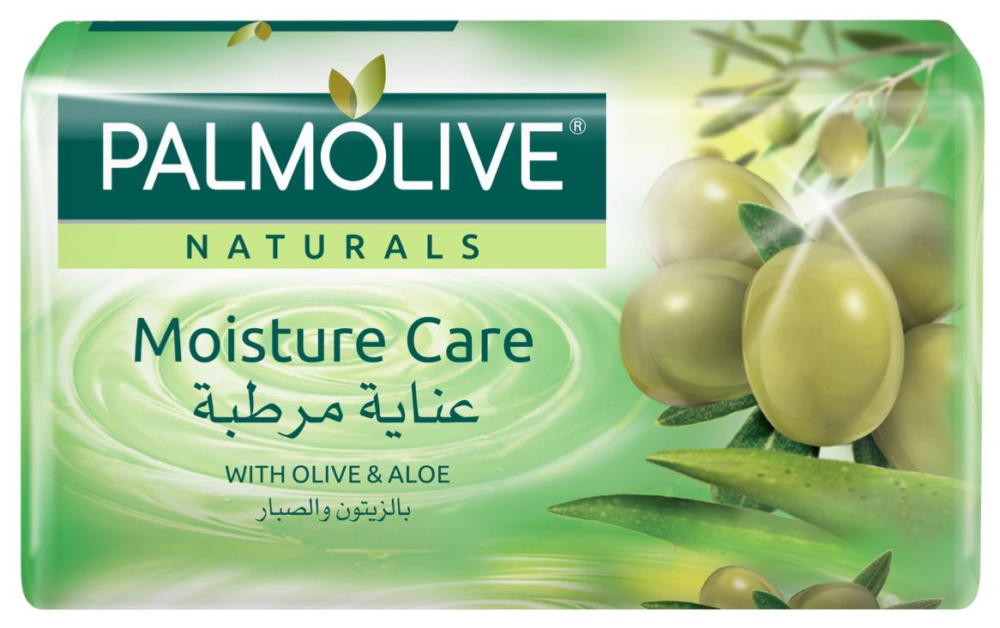 PALMOLIVE®
NATURALS
Moisture Care
عناية مرطبة
WITH OLIVE & ALOE
بالزيتون والصبار